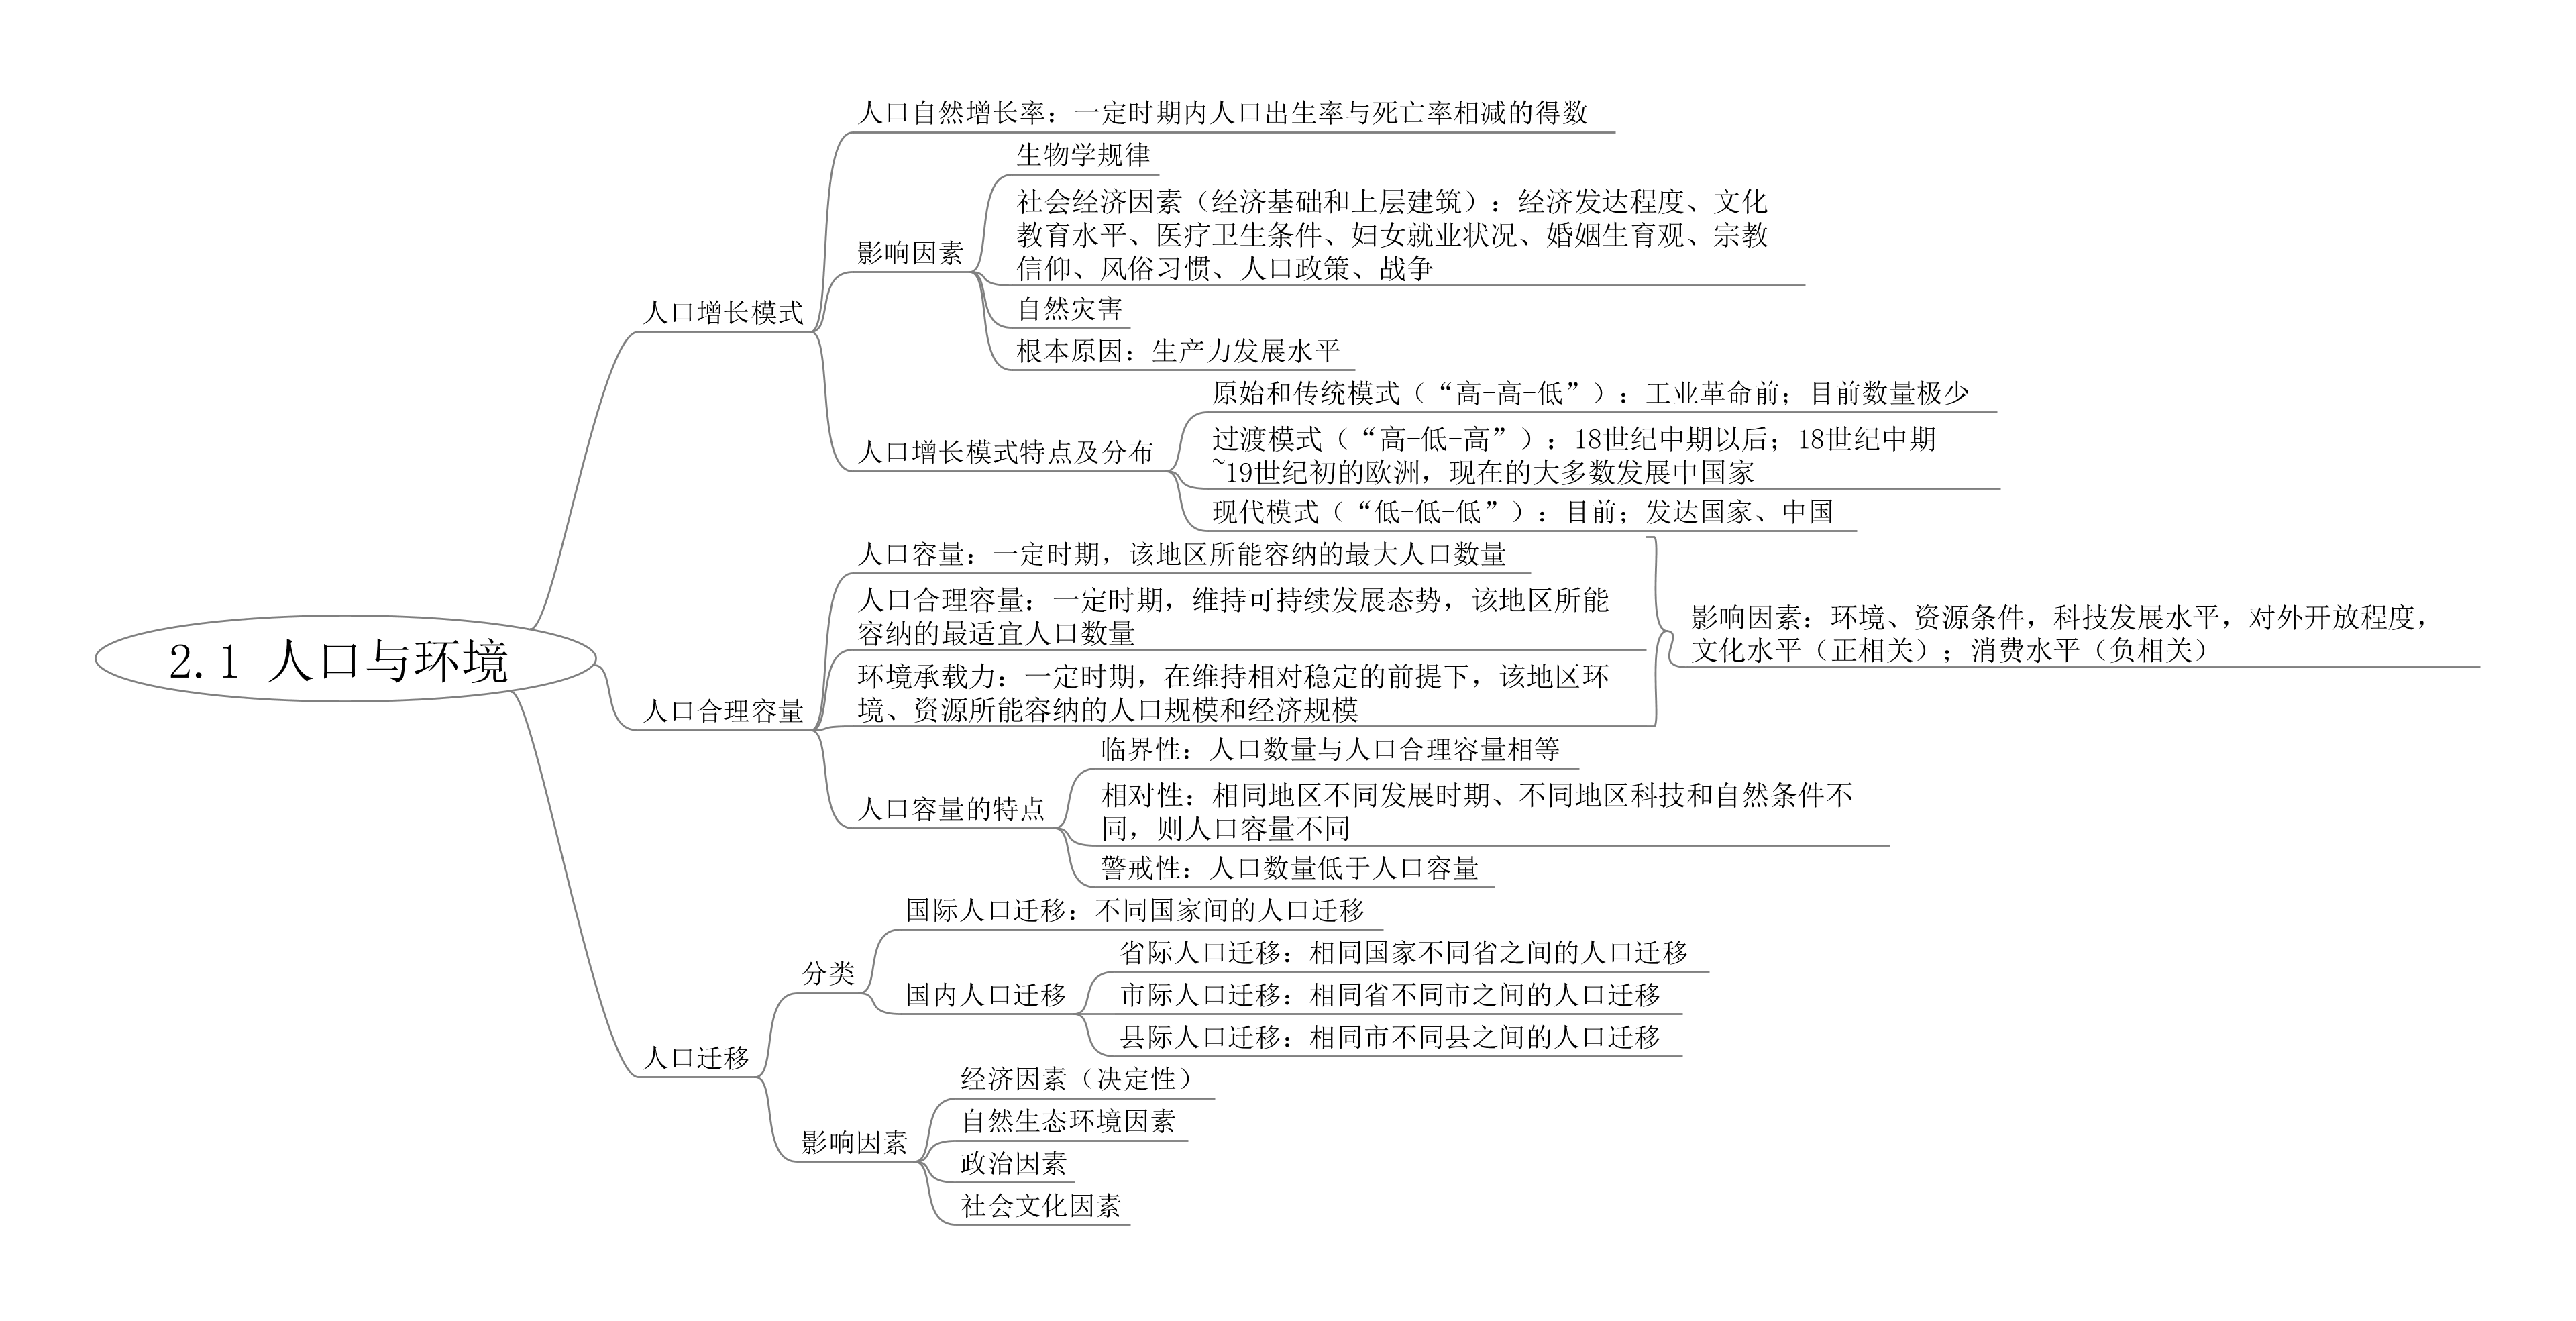 2.1 人口与环境
人口增长模式
人口自然增长率：一定时期内人口出生率与死亡率相减的得数
影响因素
生物学规律
社会经济因素（经济基础和上层建筑）：经济发达程度、文化
教育水平、医疗卫生条件、妇女就业状况、婚姻生育观、宗教
信仰、风俗习惯、人口政策、战争
自然灾害
根本原因：生产力发展水平
人口增长模式特点及分布
原始和传统模式（“高-高-低”）：工业革命前；目前数量极少
过渡模式（“高-低-高”）：18世纪中期以后；18世纪中期
~19世纪初的欧洲，现在的大多数发展中国家
现代模式（“低-低-低”）：目前；发达国家、中国
人口合理容量
人口容量：一定时期，该地区所能容纳的最大人口数量
人口合理容量：一定时期，维持可持续发展态势，该地区所能
容纳的最适宜人口数量
环境承载力：一定时期，在维持相对稳定的前提下，该地区环
境、资源所能容纳的人口规模和经济规模
影响因素：环境、资源条件，科技发展水平，对外开放程度，
文化水平（正相关）；消费水平（负相关）
人口容量的特点
临界性：人口数量与人口合理容量相等
相对性：相同地区不同发展时期、不同地区科技和自然条件不
同，则人口容量不同
警戒性：人口数量低于人口容量
人口迁移
分类
国际人口迁移：不同国家间的人口迁移
国内人口迁移
省际人口迁移：相同国家不同省之间的人口迁移
市际人口迁移：相同省不同市之间的人口迁移
县际人口迁移：相同市不同县之间的人口迁移
影响因素
经济因素（决定性）
自然生态环境因素
政治因素
社会文化因素